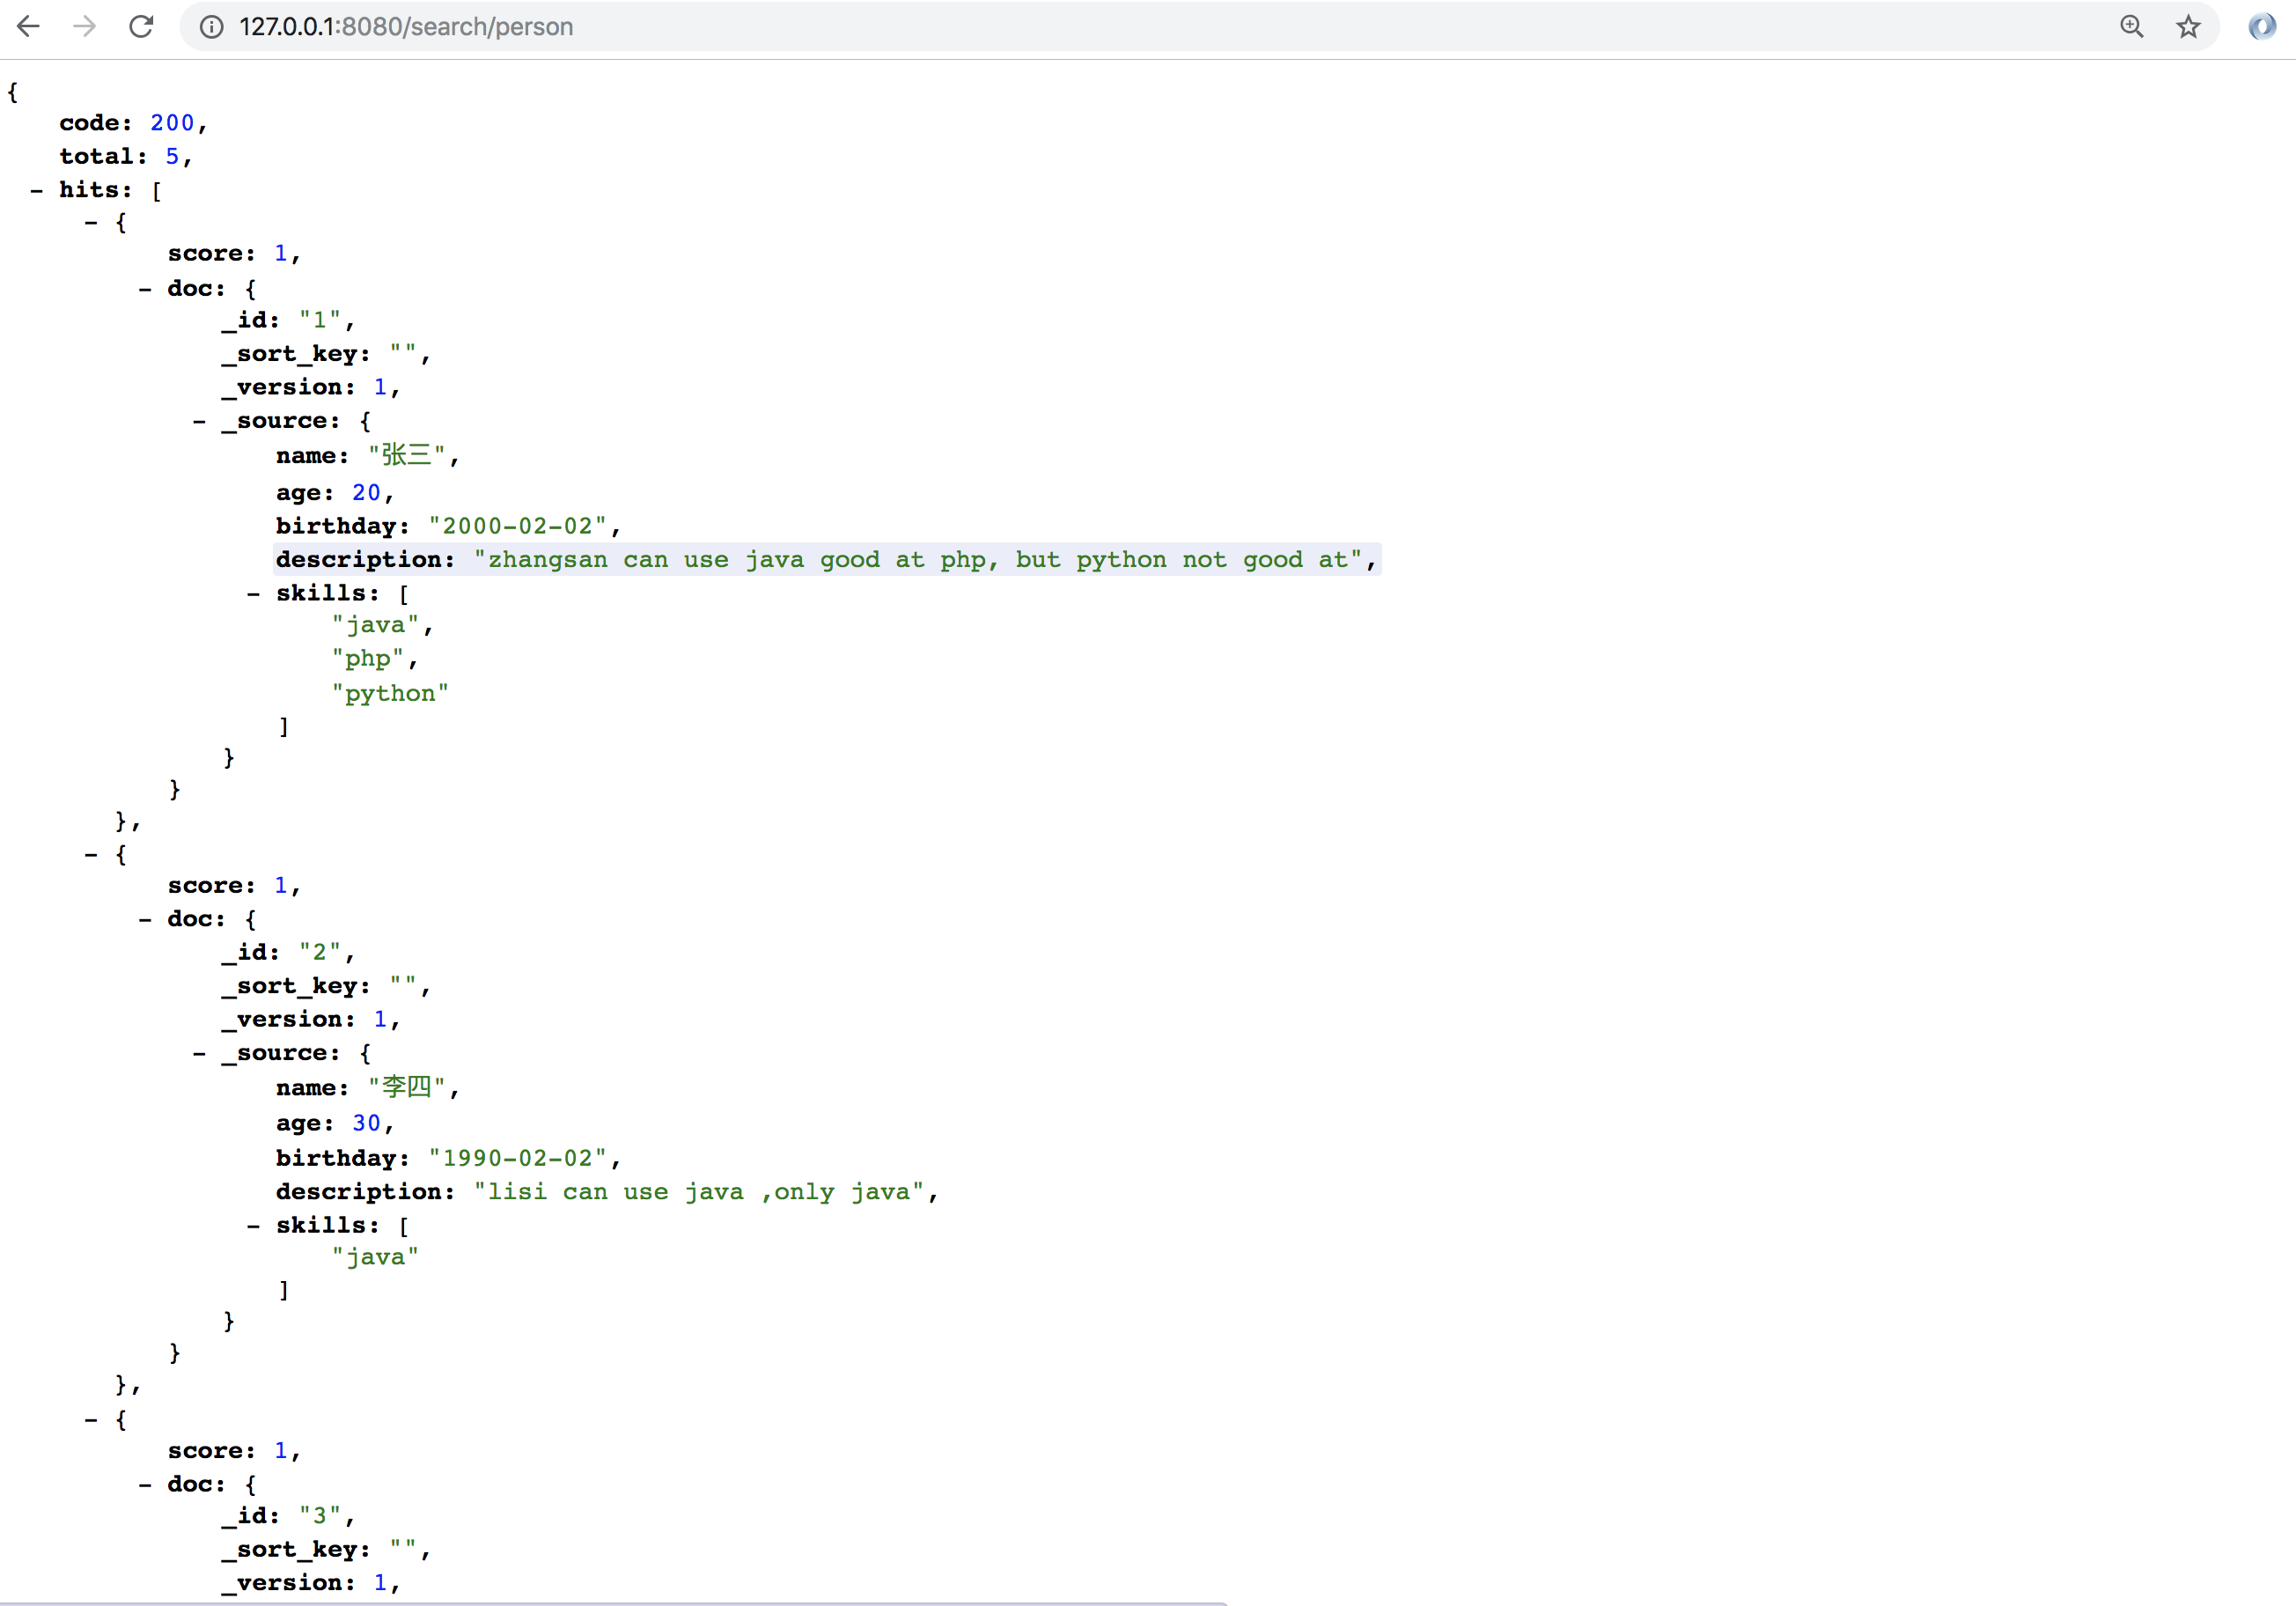 127.0.0.1:8080/search/person
{
code: 200,
total: 5,
- hits: [
- {
score: 1,
- doc: {
_id: "1",
_sort_key: "",
_version: 1,
- _source: {
name: "张三",
age: 20,
birthday: "2000-02-02",
description: "zhangsan can use java good at php, but python not good at",
- skills: [
"java",
"php",
"python"
]
}
}
},
- {
score: 1,
- doc: {
_id: "2",
_sort_key: "",
_version: 1,
- _source: {
name: "李四",
age: 30,
birthday: "1990-02-02",
description: "lisi can use java ,only java",
- skills: [
"java"
]
}
}
},
- {
score: 1,
- doc: {
_id: "3",
_sort_key: "",
_version: 1,